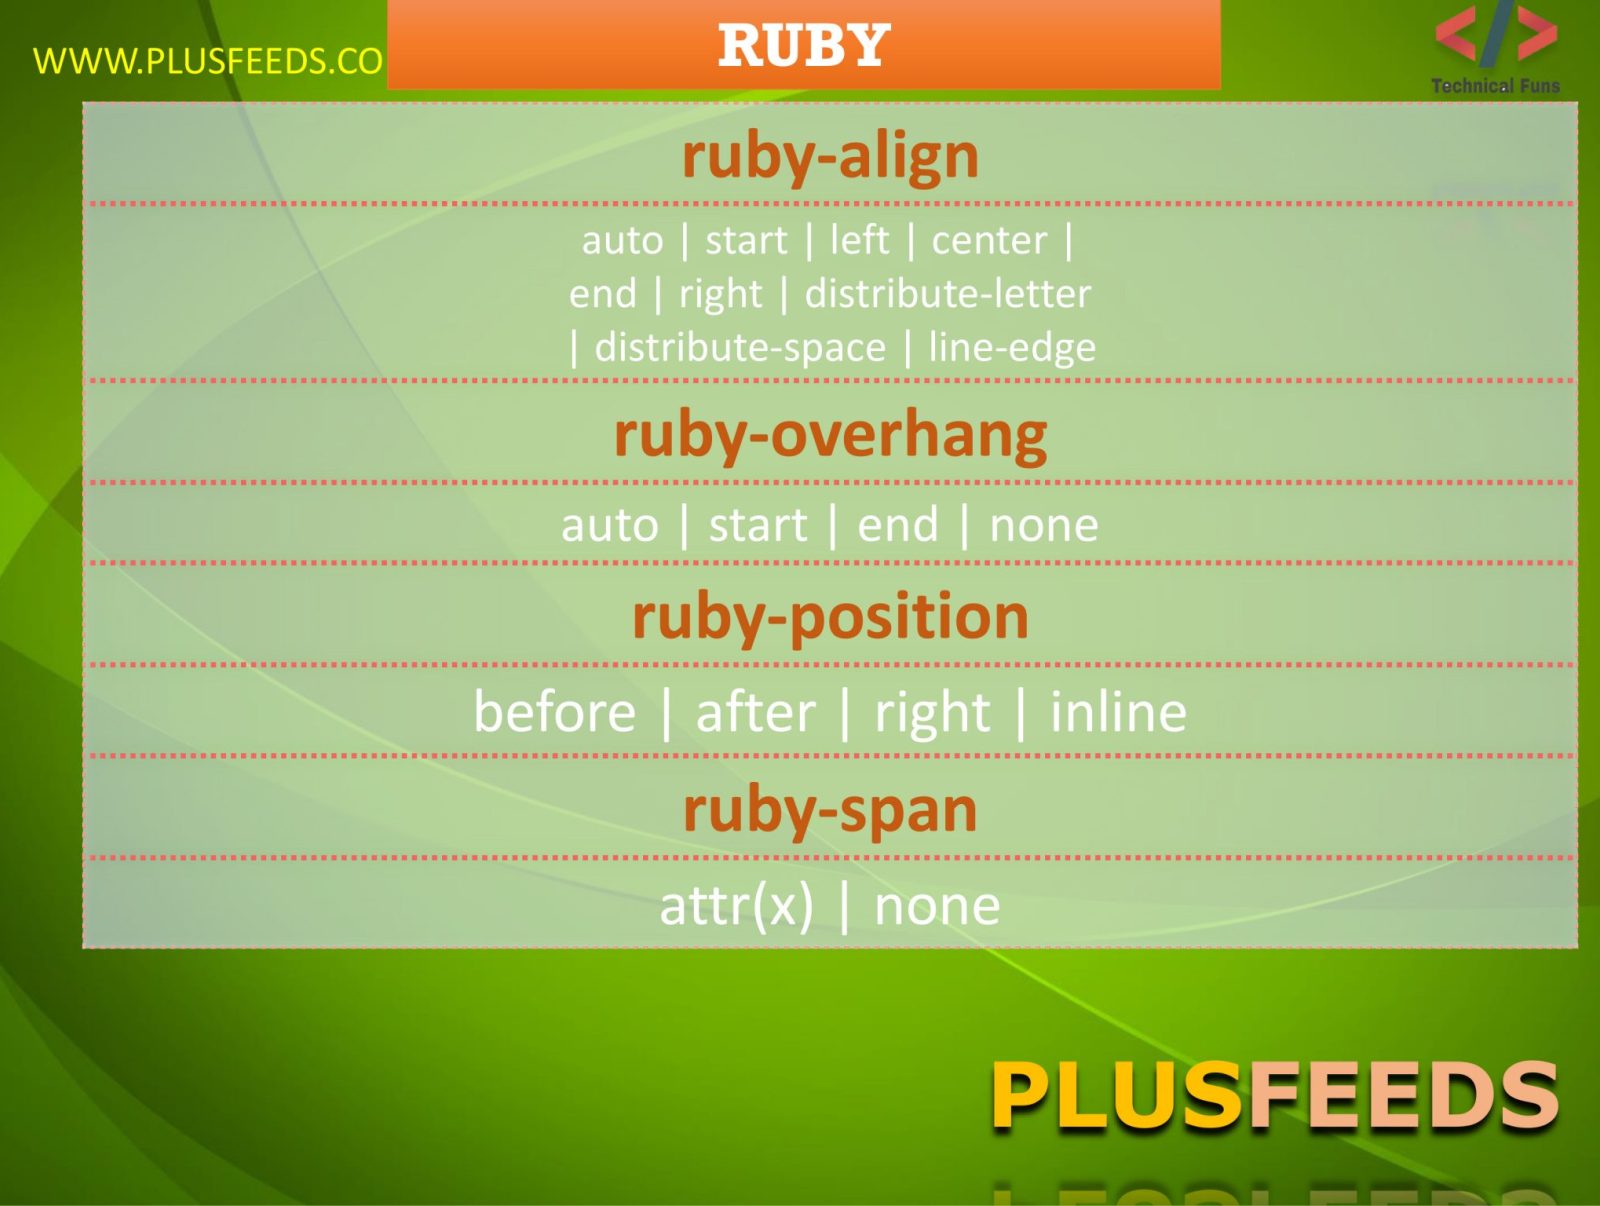 WWW.PLUSFEEDS.CO
RUBY
</>
Technical Funs
ruby-align
auto | start | left | center |
end | right | distribute-letter
| distribute-space | line-edge
ruby-overhang
auto | start | end | none
ruby-position
before | after | right | inline
ruby-span
attr(x) | none
PLUSFEEDS